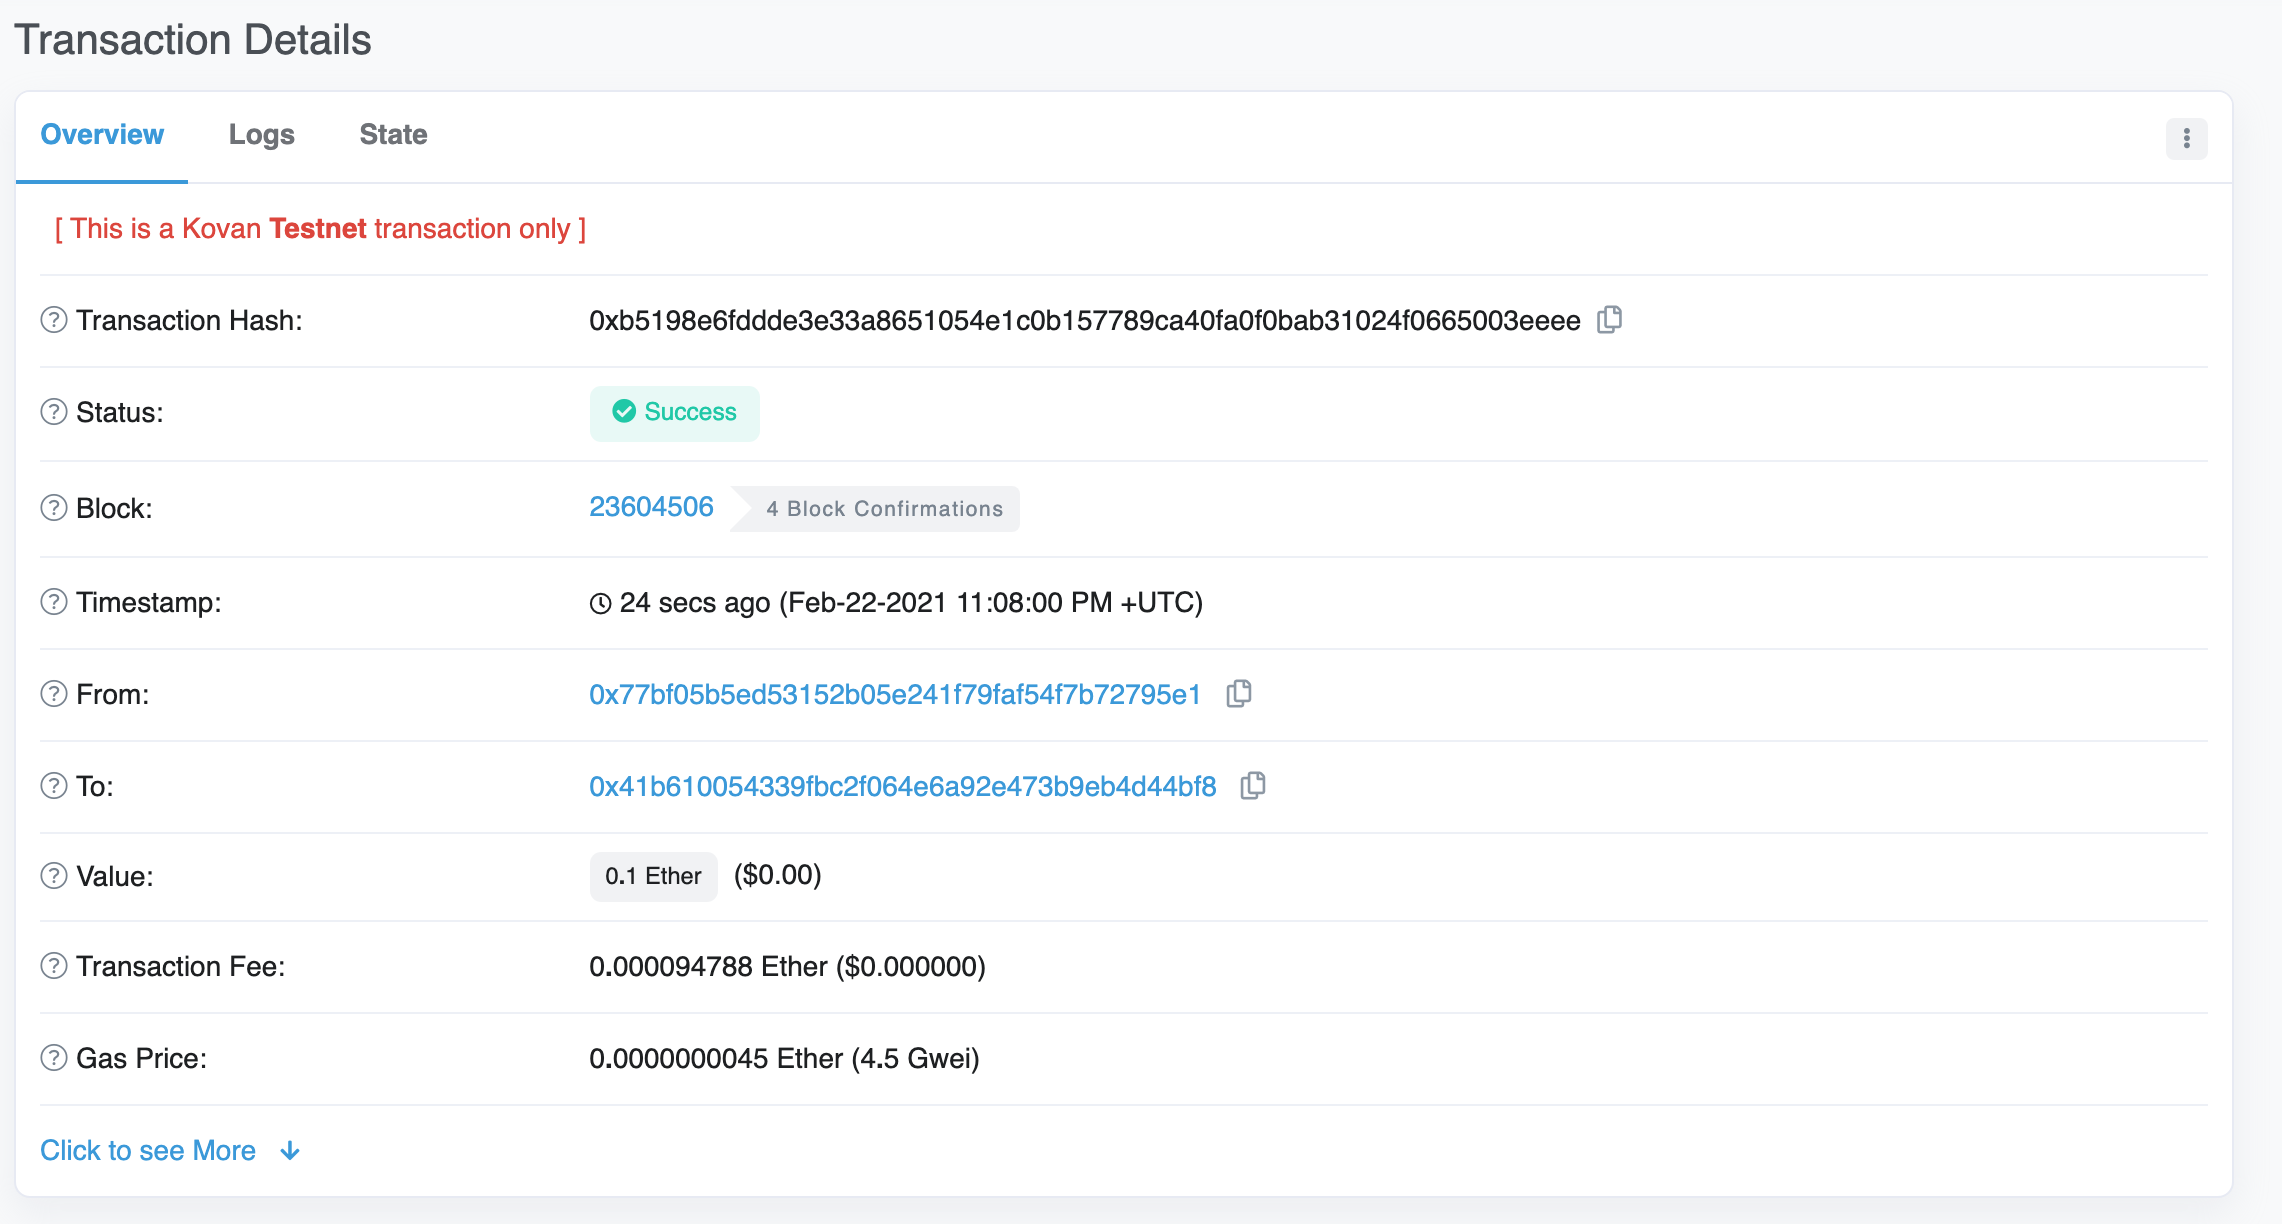 Transaction Details
Overview Logs State
[ This is a Kovan Testnet transaction only ]
Transaction Hash: 0xb5198e6fddde3e33a8651054e1c0b157789ca40fa0f0bab31024f0665003eeee
Status: Success
Block: 23604506 4 Block Confirmations
Timestamp: 24 secs ago (Feb-22-2021 11:08:00 PM +UTC)
From: 0x77bf05b5ed53152b05e241f79faf54f7b72795e1
To: 0x41b610054339fbc2f064e6a92e473b9eb4d44bf8
Value: 0.1 Ether ($0.00)
Transaction Fee: 0.000094788 Ether ($0.000000)
Gas Price: 0.0000000045 Ether (4.5 Gwei)
Click to see More